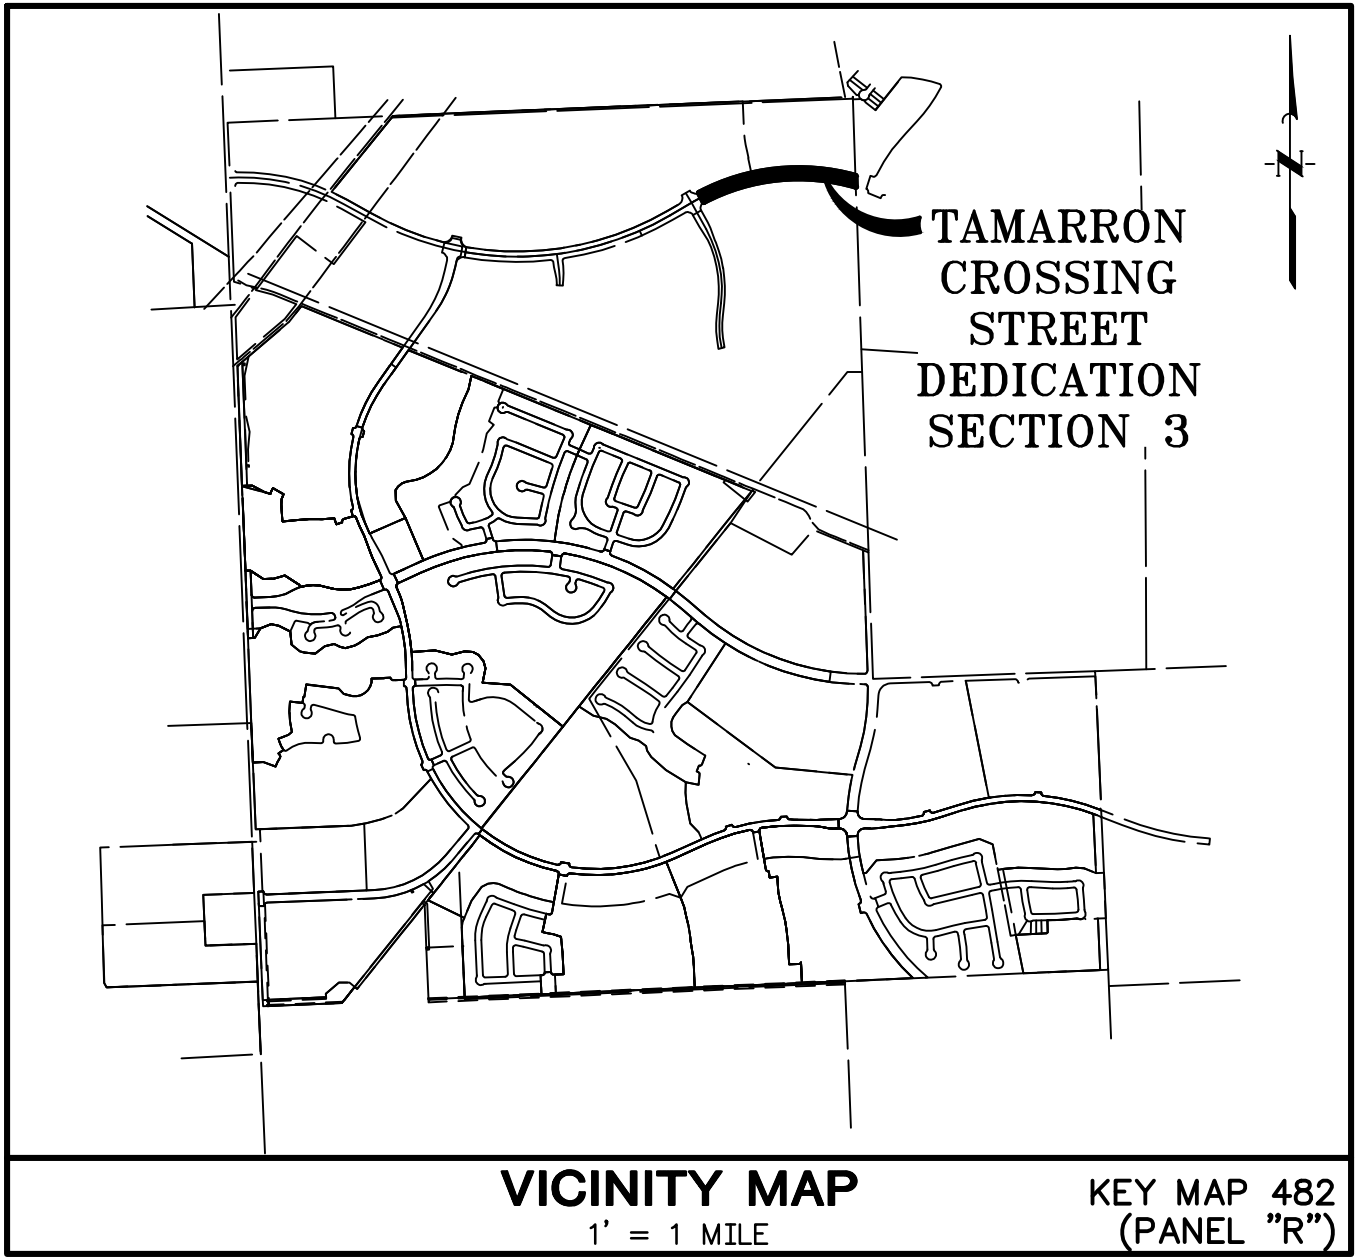 N
TAMARRON
CROSSING
STREET
DEDICATION
SECTION 3
VICINITY MAP
1' = 1 MILE
KEY MAP 482
(PANEL "R")